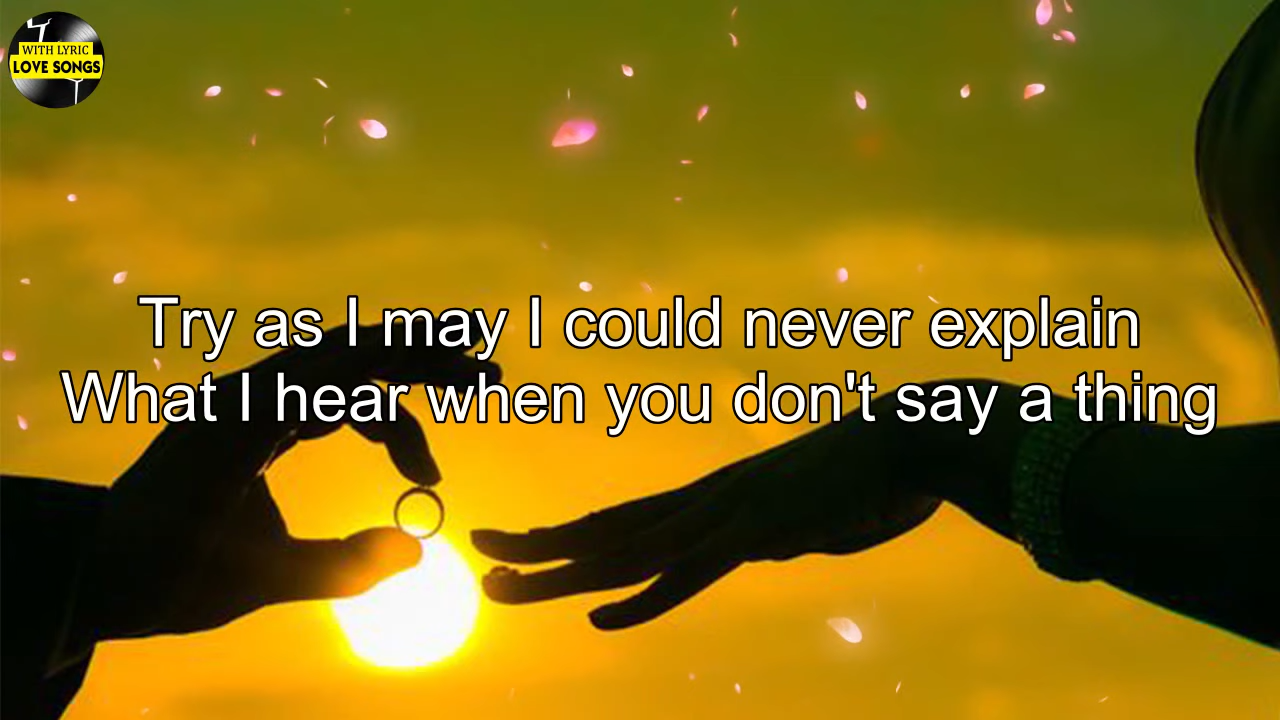 WITH LYRIC
LOVE SONGS
Try as I may I could never explain
What I hear when you don't say a thing